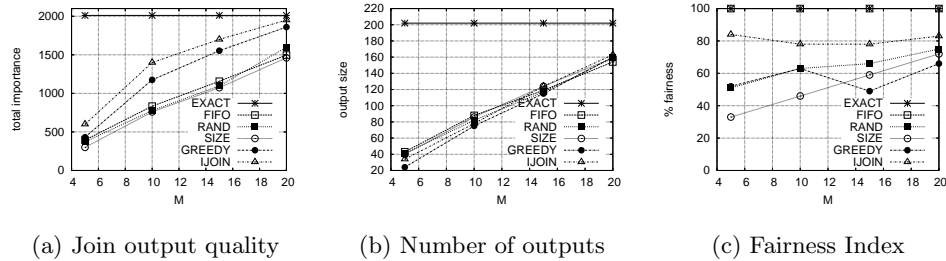 2000
1500
1000
500
0
total importance
EXACT
FIFO
RAND
SIZE
GREEDY
IJOIN
4 6 8 10 12 14 16 18 20
M
(a) Join output quality
220
200
180
160
140
120
100
80
60
40
20
output size
EXACT
FIFO
RAND
SIZE
GREEDY
IJOIN
4 6 8 10 12 14 16 18 20
M
(b) Number of outputs
100
80
60
40
20
0
% fairness
EXACT
FIFO
RAND
SIZE
GREEDY
IJOIN
4 6 8 10 12 14 16 18 20
M
(c) Fairness Index